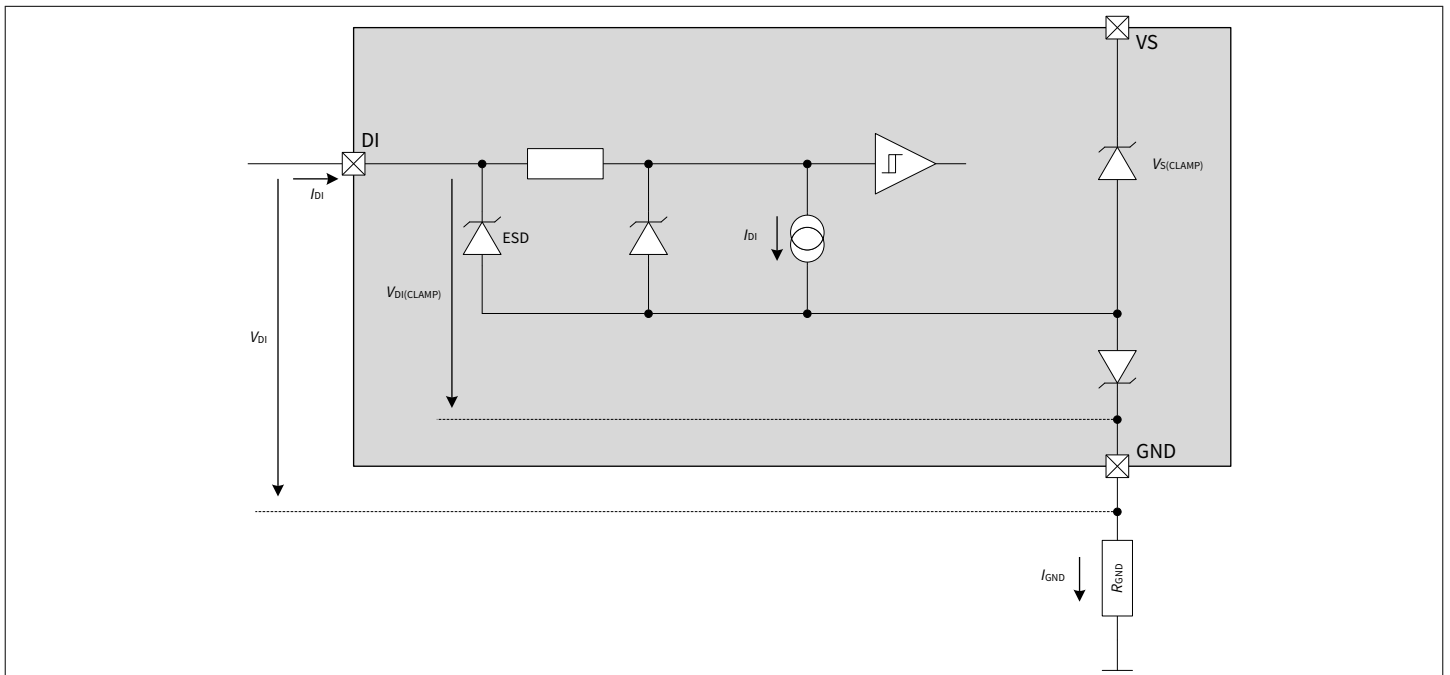 VS
DI
VS(CLAMP)
IDI
ESD
IDI
VDI(CLAMP)
VDI
GND
IGND
RGND